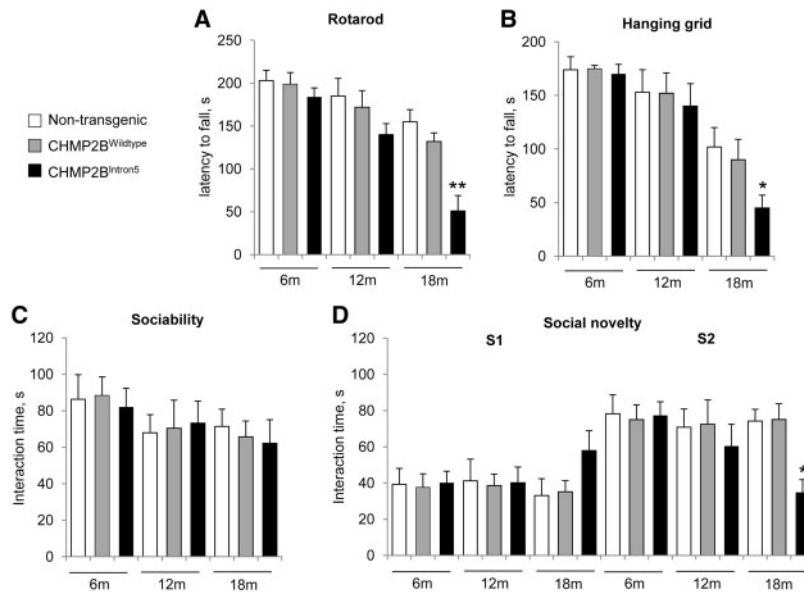 A
Rotarod
250
200
150
100
50
0
latency to fall, s
**
6m
12m
18m
B
Hanging grid
200
150
100
50
0
latency to fall, s
*
6m
12m
18m
Non-transgenic
CHMP2BWildtype
CHMP2BIntron5
C
Sociability
120
100
80
60
40
20
0
Interaction time, s
6m
12m
18m
D
Social novelty
S1
S2
120
100
80
60
40
20
0
Interaction time, s
*
6m
12m
18m
6m
12m
18m